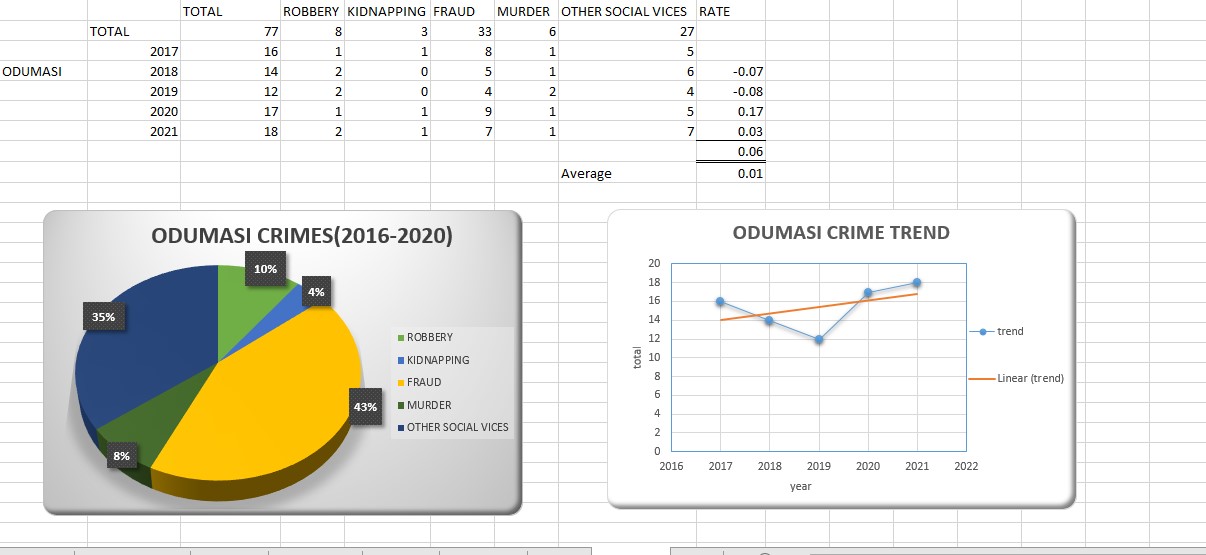 TOTAL ROBBERY KIDNAPPING FRAUD MURDER OTHER SOCIAL VICES RATE
TOTAL 77 8 3 33 6 27
2017 16 1 1 8 1 5
ODUMASI 2018 14 2 0 5 1 6 -0.07
2019 12 2 0 4 2 4 -0.08
2020 17 1 1 9 1 5 0.17
2021 18 2 1 7 1 7 0.03
0.06
Average 0.01
ODUMASI CRIMES(2016-2020)
10%
4%
35%
43%
8%
ROBBERY
KIDNAPPING
FRAUD
MURDER
OTHER SOCIAL VICES
ODUMASI CRIME TREND
20
18
16
14
12
10
8
6
4
2
0
total
2016 2017 2018 2019 2020 2021 2022
year
trend
Linear (trend)